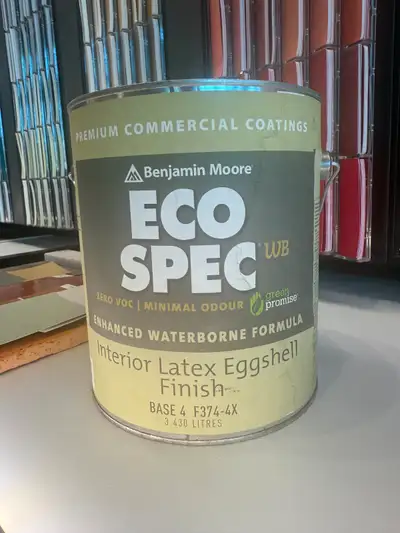 PREMIUM COMMERCIAL COATINGS
Benjamin Moore
ECO
SPEC WB
ZERO VOC | MINIMAL ODOUR
green
promise
ENHANCED WATERBORNE FORMULA
Interior Latex Eggshell
Finish
BASE 4 F374-4X
3.430 LITRES